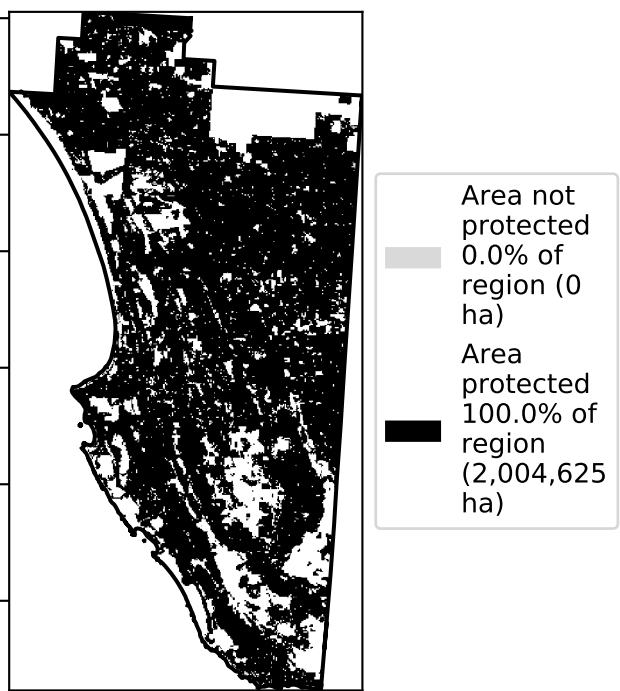 Area not
protected
0.0% of
region (0
ha)
Area
protected
100.0% of
region
(2,004,625
ha)